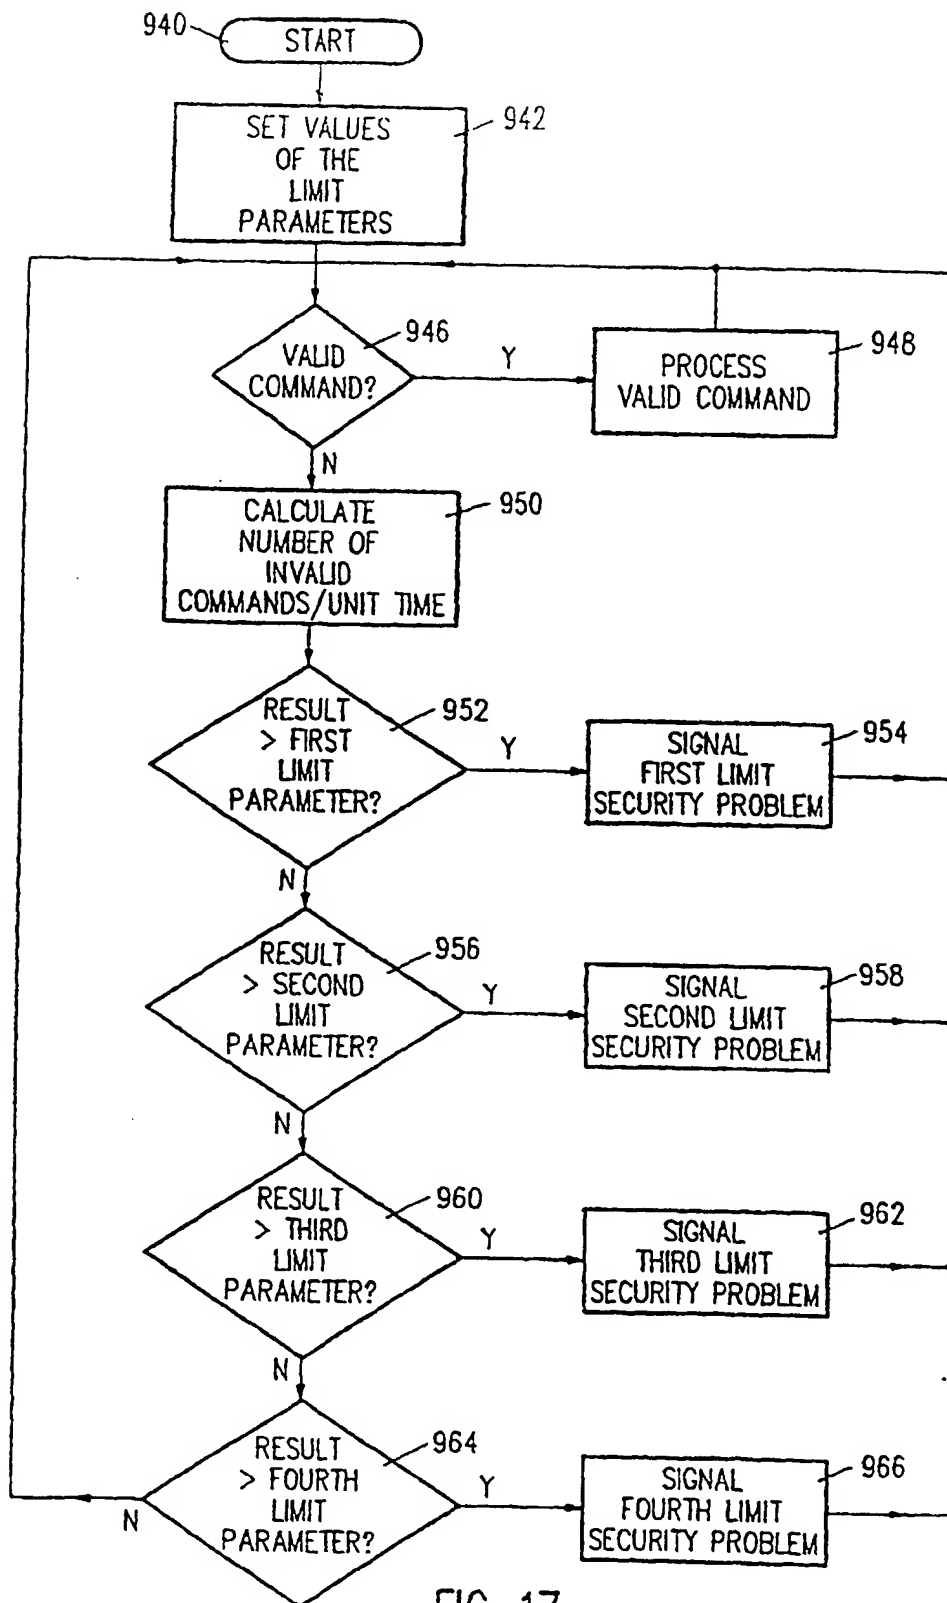 940
START
942
SET VALUES
OF THE
LIMIT
PARAMETERS
946
VALID
COMMAND?
Y
948
PROCESS
VALID COMMAND
N
950
CALCULATE
NUMBER OF
INVALID
COMMANDS/UNIT TIME
952
RESULT
> FIRST
LIMIT
PARAMETER?
Y
954
SIGNAL
FIRST LIMIT
SECURITY PROBLEM
N
956
RESULT
> SECOND
LIMIT
PARAMETER?
Y
958
SIGNAL
SECOND LIMIT
SECURITY PROBLEM
N
960
RESULT
> THIRD
LIMIT
PARAMETER?
Y
962
SIGNAL
THIRD LIMIT
SECURITY PROBLEM
N
964
RESULT
> FOURTH
LIMIT
PARAMETER?
Y
966
SIGNAL
FOURTH LIMIT
SECURITY PROBLEM
N
FIG. 17